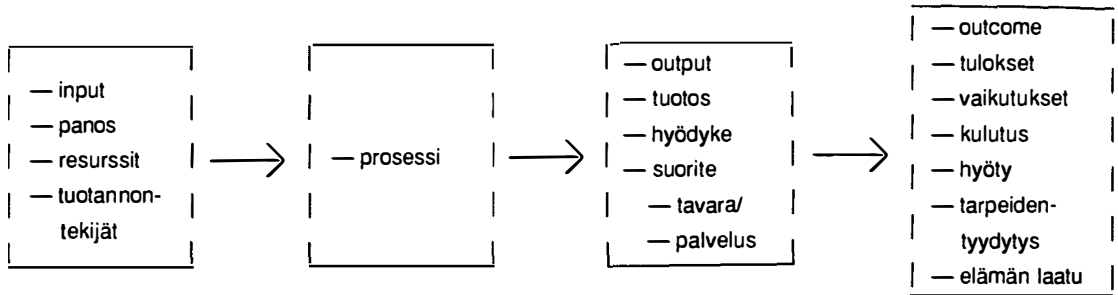 — input
— panos
— resurssit
— tuotannon-
tekijät
— prosessi
— output
— tuotos
— hyödyke
— suorite
— tavara/
— palvelus
— outcome
— tulokset
— vaikutukset
— kulutus
— hyöty
— tarpeiden-
tyydytys
— elämän laatu